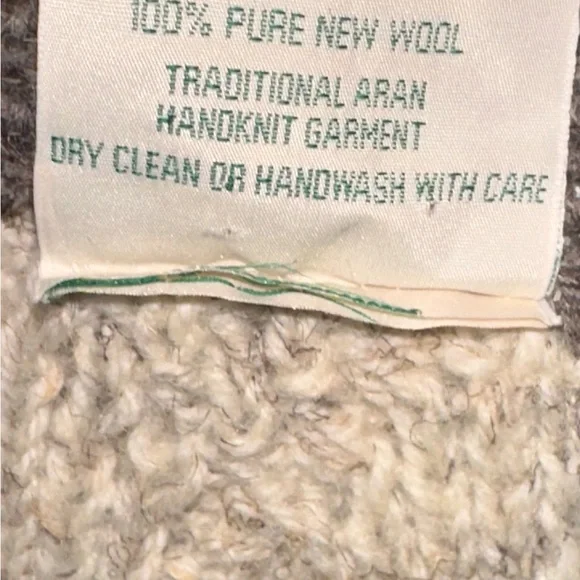 100% PURE NEW WOOL
TRADITIONAL ARAN
HANDKNIT GARMENT
DRY CLEAN OR HANDWASH WITH CARE